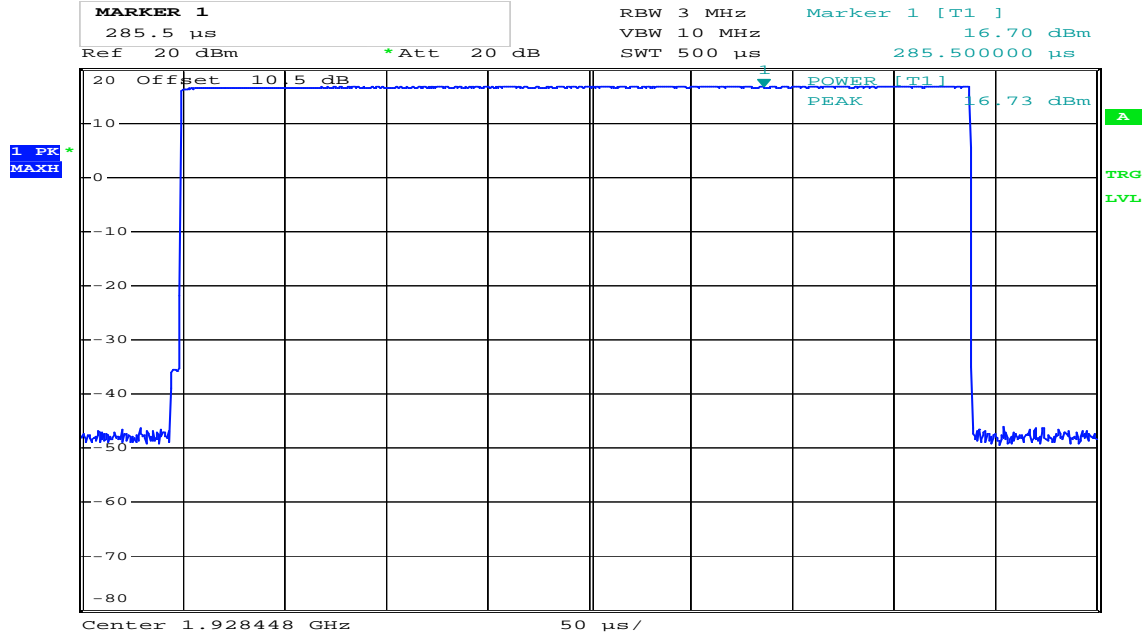 MARKER 1
285.5 µs
RBW 3 MHz
Marker 1 [T1 ]
VBW 10 MHz
16.70 dBm
Ref 20 dBm
*Att 20 dB
SWT 500 µs
285.500000 µs
20 Offset 10.5 dB
1
POWER [T1]
PEAK 16.73 dBm
A
10
1 PK *
MAXH
0
TRG
LVL
-10
-20
-30
-40
-50
-60
-70
-80
Center 1.928448 GHz
50 µs/